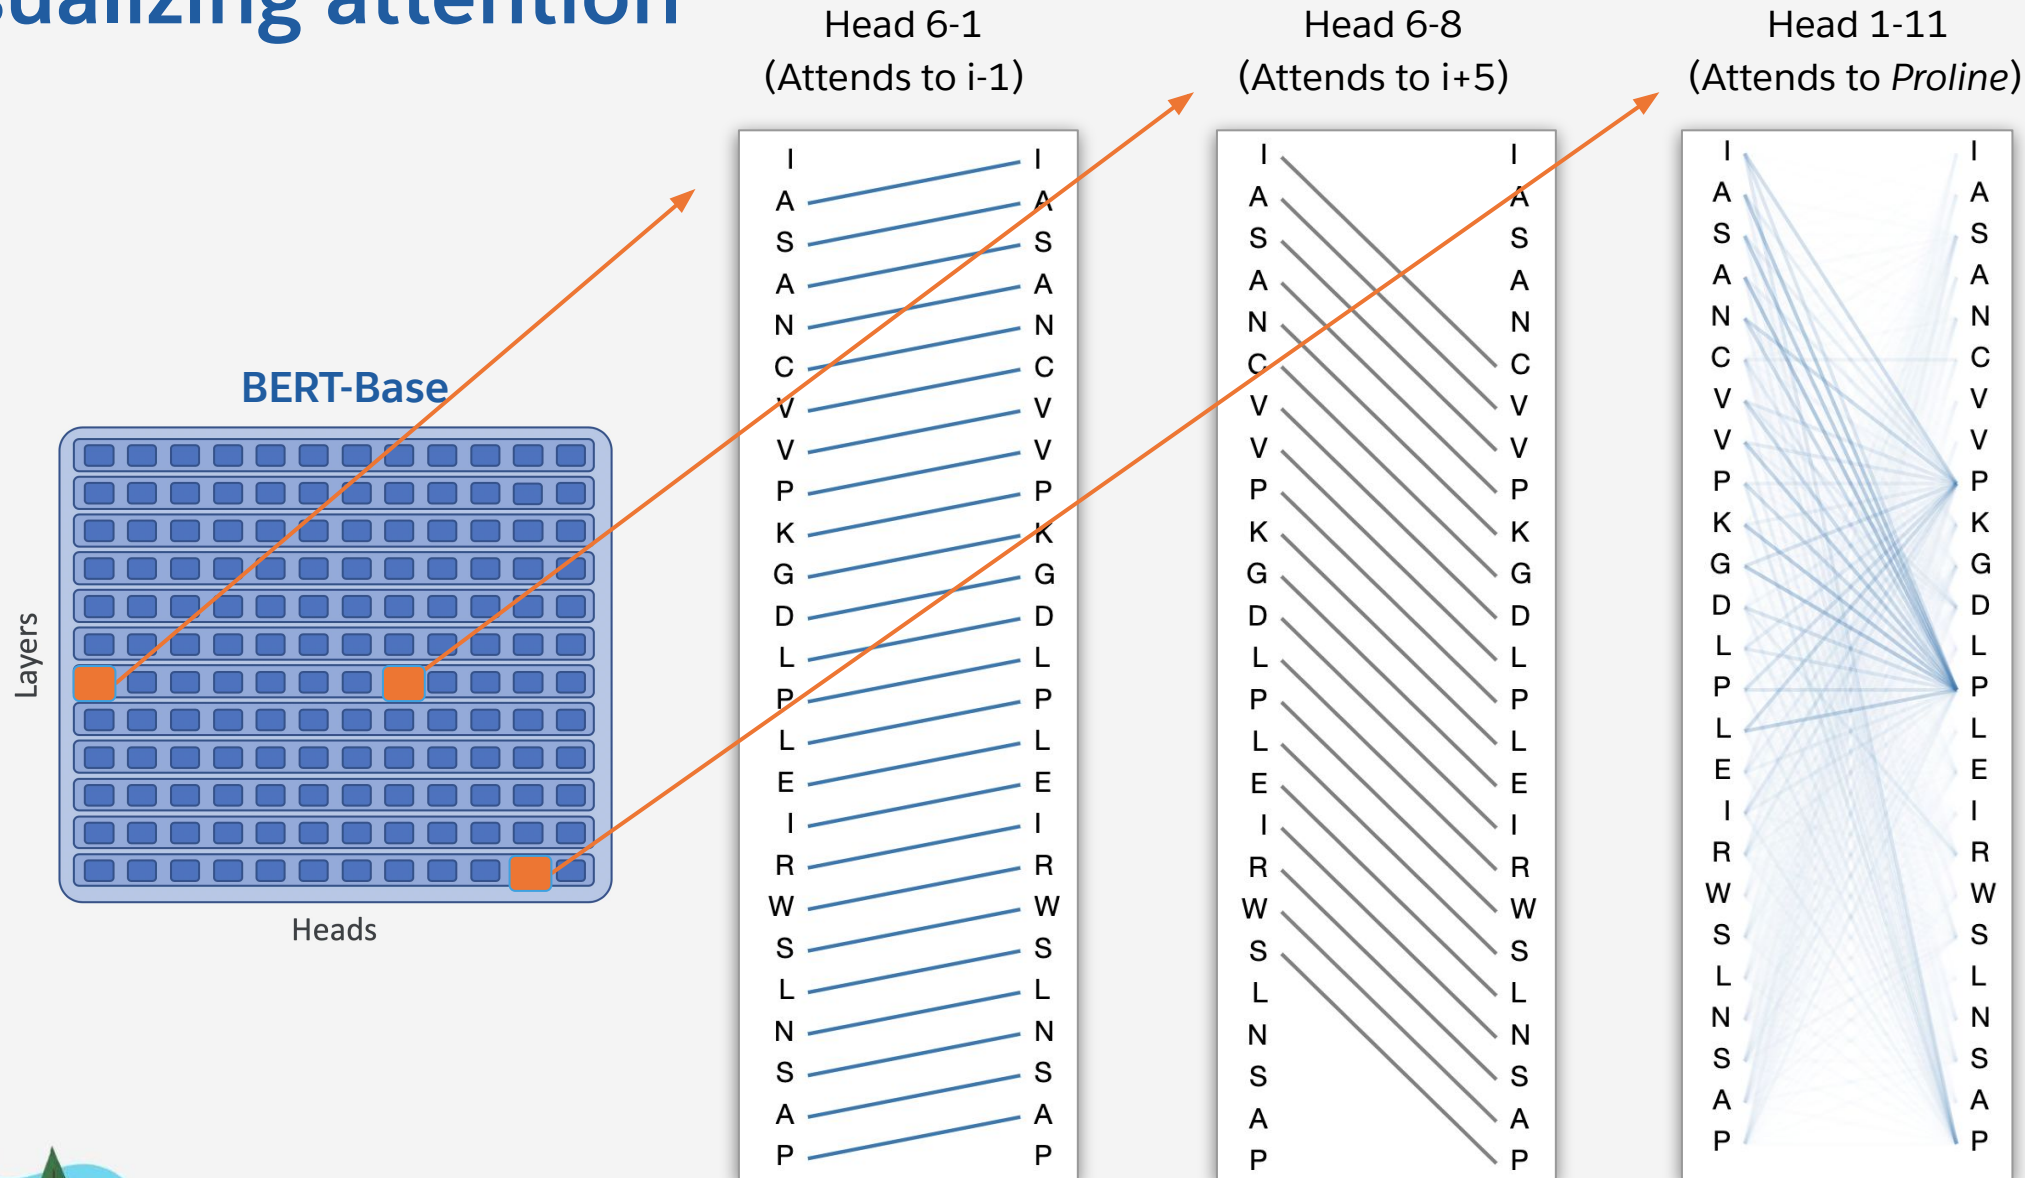 sualizing attention
BERT-Base
Layers
Heads
Head 6-1
(Attends to i-1)
I I
A A
S S
A A
N N
C C
V V
V V
P P
K K
G G
D D
L L
P P
L L
E E
I I
R R
W W
S S
L L
N N
S S
A A
P P
Head 6-8
(Attends to i+5)
I I
A A
S S
A A
N N
C C
V V
V V
P P
K K
G G
D D
L L
P P
L L
E E
I I
R R
W W
S S
L L
N N
S S
A A
P P
Head 1-11
(Attends to Proline)
I I
A A
S S
A A
N N
C C
V V
V V
P P
K K
G G
D D
L L
P P
L L
E E
I I
R R
W W
S S
L L
N N
S S
A A
P P